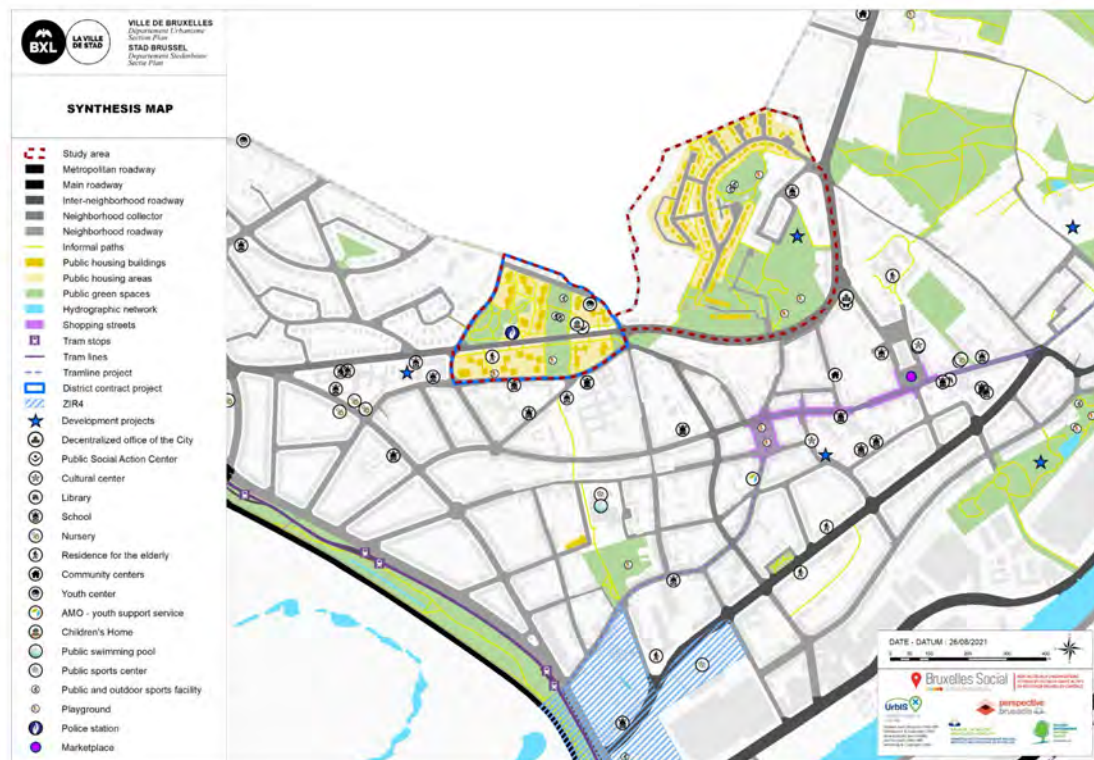 BXL
LA VILLE
DE STAD
VILLE DE BRUXELLES
Département Urbanisme
Section Plan
STAD BRUSSEL
Departement Stedenbouw
Sectie Plan
SYNTHESIS MAP
Study area
Metropolitan roadway
Main roadway
Inter-neighborhood roadway
Neighborhood collector
Neighborhood roadway
Informal paths
Public housing buildings
Public housing areas
Public green spaces
Hydrographic network
Shopping streets
Tram stops
Tram lines
Tramline project
District contract project
ZIR4
Development projects
Decentralized office of the City
Public Social Action Center
Cultural center
Library
School
Nursery
Residence for the elderly
Community centers
Youth center
AMO - youth support service
Children's Home
Public swimming pool
Public sports center
Public and outdoor sports facility
Playground
Police station
Marketplace
DATE - DATUM : 26/08/2021
Bruxelles Social
UrbIS
perspective
.brussels